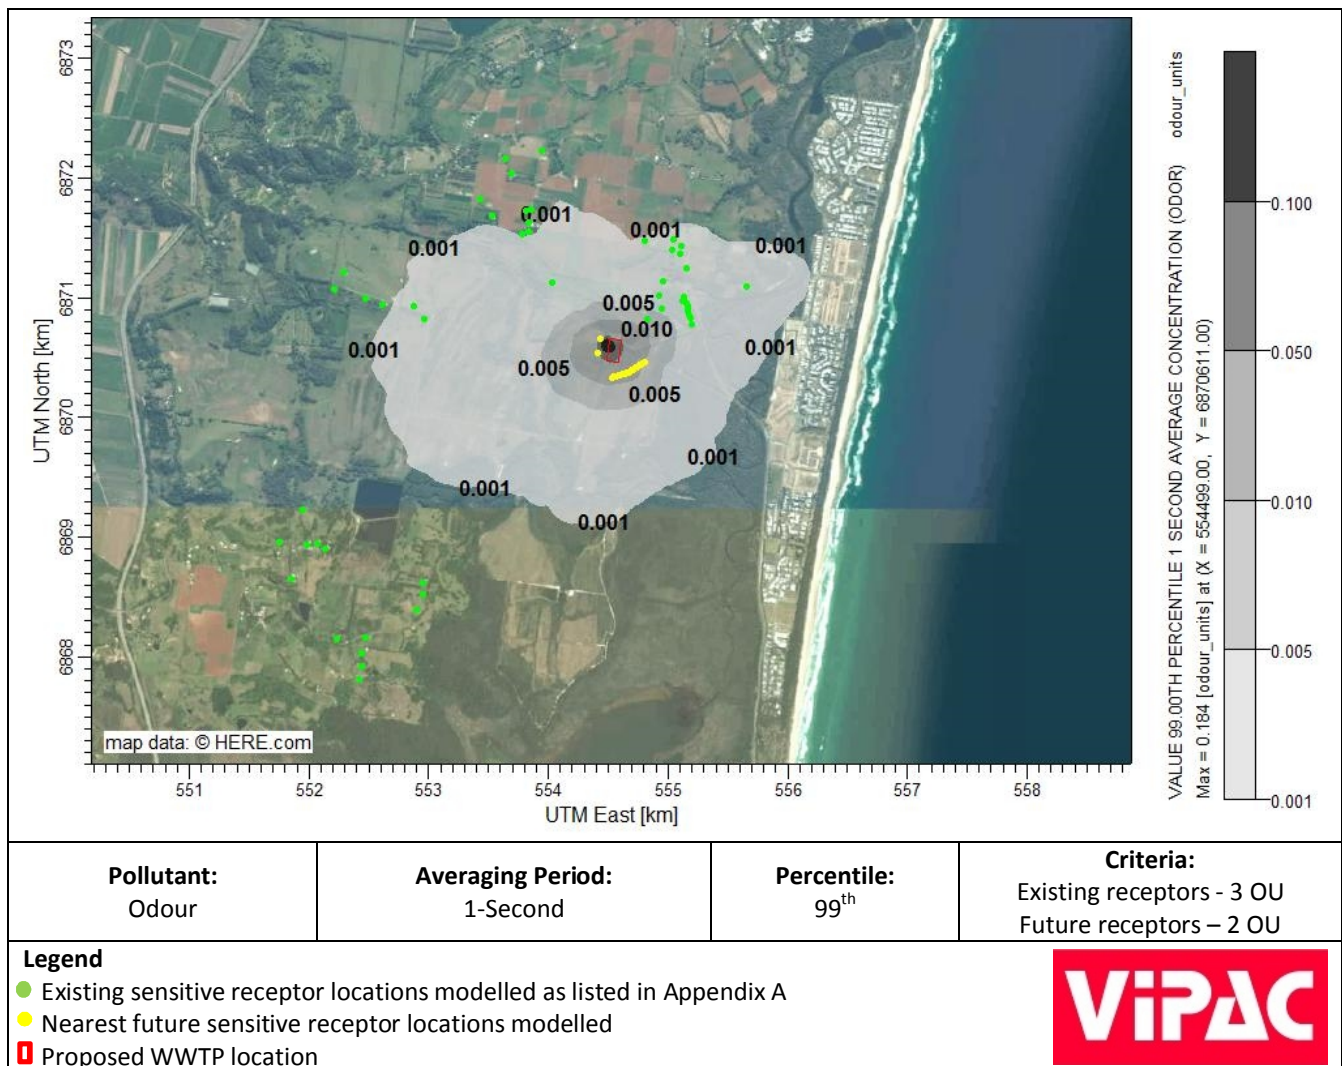 6873
6872
6871
6870
6869
6868
UTM North [km]
0.001
0.001
0.001
0.001
0.005
0.010
0.001
0.001
0.005
0.005
0.001
0.001
0.001
map data: © HERE.com
551
552
553
554
555
556
557
558
UTM East [km]
VALUE 99.00TH PERCENTILE 1 SECOND AVERAGE CONCENTRATION (ODOR) odour_units
Max = 0.184 [odour_units] at (X = 554499.00, Y = 6870611.00)
0.100
0.050
0.010
0.005
0.001
Pollutant:
Odour
Averaging Period:
1-Second
Percentile:
99th
Criteria:
Existing receptors - 3 OU
Future receptors – 2 OU
Legend
Existing sensitive receptor locations modelled as listed in Appendix A
Nearest future sensitive receptor locations modelled
Proposed WWTP location
ViPAC